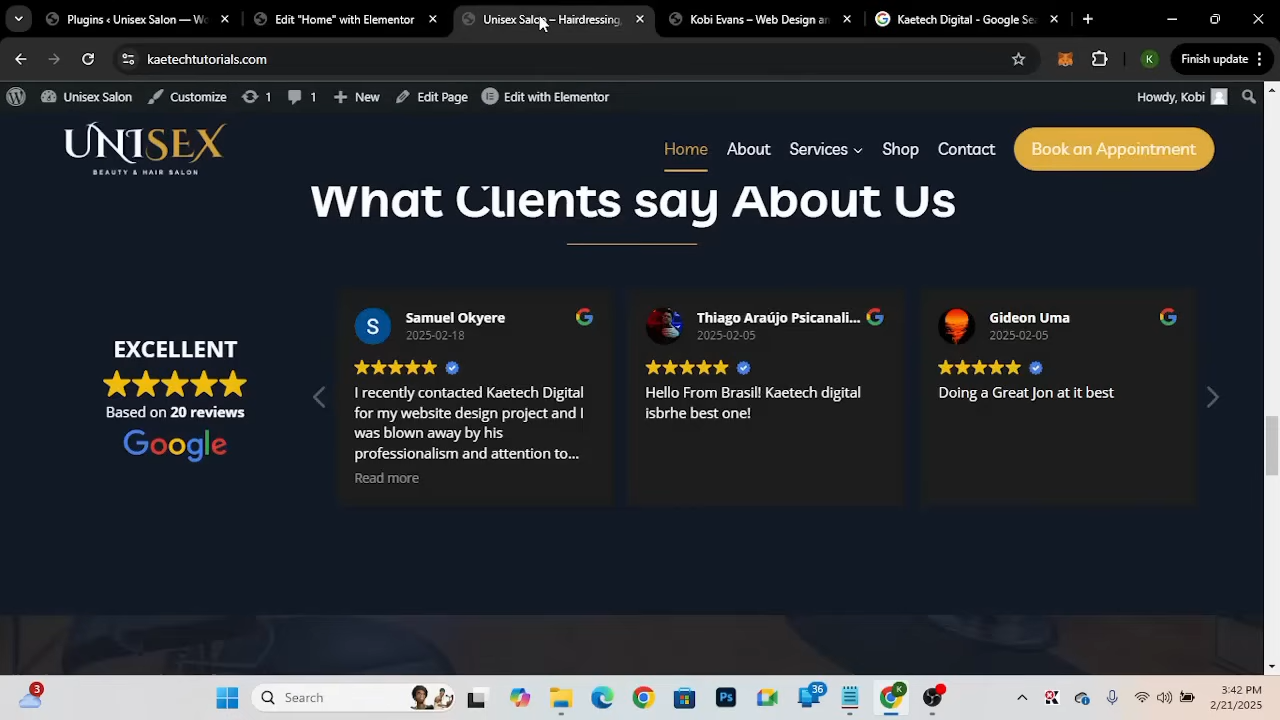 Plugins ‹ Unisex Salon — Wo
Edit "Home" with Elementor
Unisex Salon – Hairdressing,
Kobi Evans – Web Design an
Kaetech Digital - Google Sea
kaetechtutorials.com
K
Finish update
Unisex Salon
Customize
1
1
New
Edit Page
Edit with Elementor
Howdy, Kobi
UNISEX
BEAUTY & HAIR SALON
Home
About
Services
Shop
Contact
Book an Appointment
What Clients say About Us
EXCELLENT
Based on 20 reviews
Google
S
Samuel Okyere
2025-02-18
I recently contacted Kaetech Digital
for my website design project and I
was blown away by his
professionalism and attention to...
Read more
Thiago Araújo Psicanali...
2025-02-05
Hello From Brasil! Kaetech digital
isbrhe best one!
Gideon Uma
2025-02-05
Doing a Great Jon at it best
3
Search
Ps
36
K
3:42 PM
2/21/2025